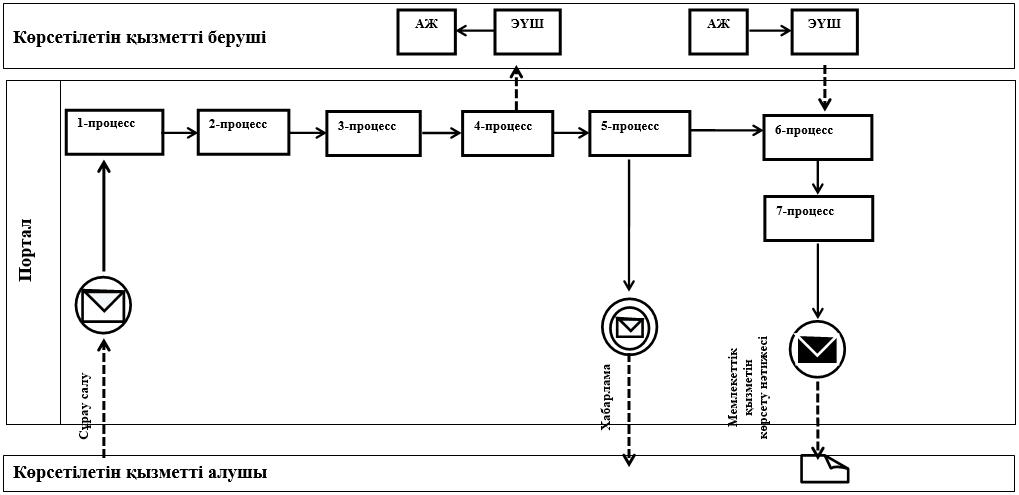 Көрсетілетін қызметті беруші
АЖ
ЭҮШ
АЖ
ЭҮШ
Портал
1-процесс
2-процесс
3-процесс
4-процесс
5-процесс
6-процесс
7-процесс
Сұрау салу
Хабарлама
Мемлекеттік
қызметін
көрсету нәтижесі
Көрсетілетін қызметті алушы